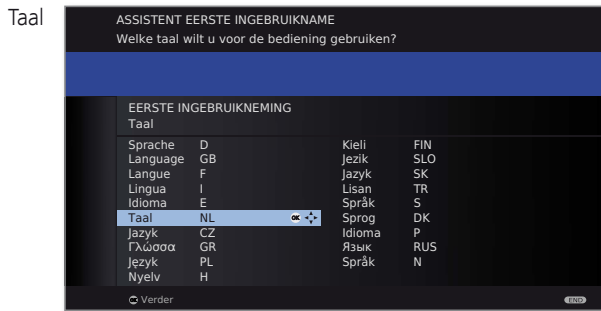 Taal
ASSISTENT EERSTE INGEBRUIKNAME
Welke taal wilt u voor de bediening gebruiken?
EERSTE INGEBRUIKNEMING
Taal
Sprache D
Language GB
Langue F
Lingua I
Idioma E
Taal NL OK
Jazyk CZ
Γλώσσα GR
Język PL
Nyelv H
Kieli FIN
Jezik SLO
Jazyk SK
Lisan TR
Språk S
Sprog DK
Idioma P
Язык RUS
Språk N
OK Verder
END